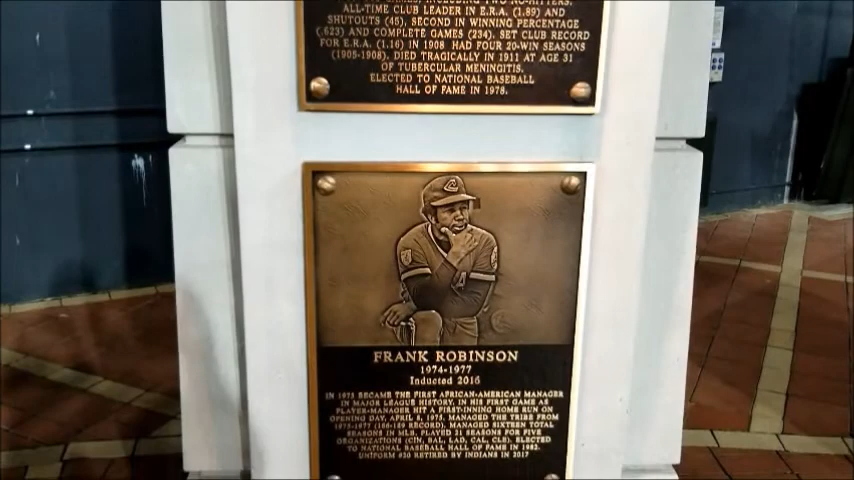 ALL-TIME CLUB LEADER IN E.R.A. (1.89) AND
SHUTOUTS (45), SECOND IN WINNING PERCENTAGE
(.623) AND COMPLETE GAMES (234). SET CLUB RECORD
FOR E.R.A. (1.16) IN 1908 HAD FOUR 20-WIN SEASONS
(1905-1908). DIED TRAGICALLY IN 1911 AT AGE 31
OF TUBERCULAR MENINGITIS.
ELECTED TO NATIONAL BASEBALL
HALL OF FAME IN 1978.
FRANK ROBINSON
1974-1977
Inducted 2016
IN 1975 BECAME THE FIRST AFRICAN-AMERICAN MANAGER
IN MAJOR LEAGUE HISTORY. IN HIS FIRST GAME AS
PLAYER-MANAGER HIT A FIRST-INNING HOME RUN ON
OPENING DAY, APRIL 8, 1975. MANAGED THE TRIBE FROM
1975-1977 (186-189 RECORD). MANAGED SIXTEEN TOTAL
SEASONS IN MLB. PLAYED 21 SEASONS FOR FIVE
ORGANIZATIONS (CIN, BAL, LAD, CAL, CLE). ELECTED
TO NATIONAL BASEBALL HALL OF FAME IN 1982.
UNIFORM #20 RETIRED BY INDIANS IN 2017